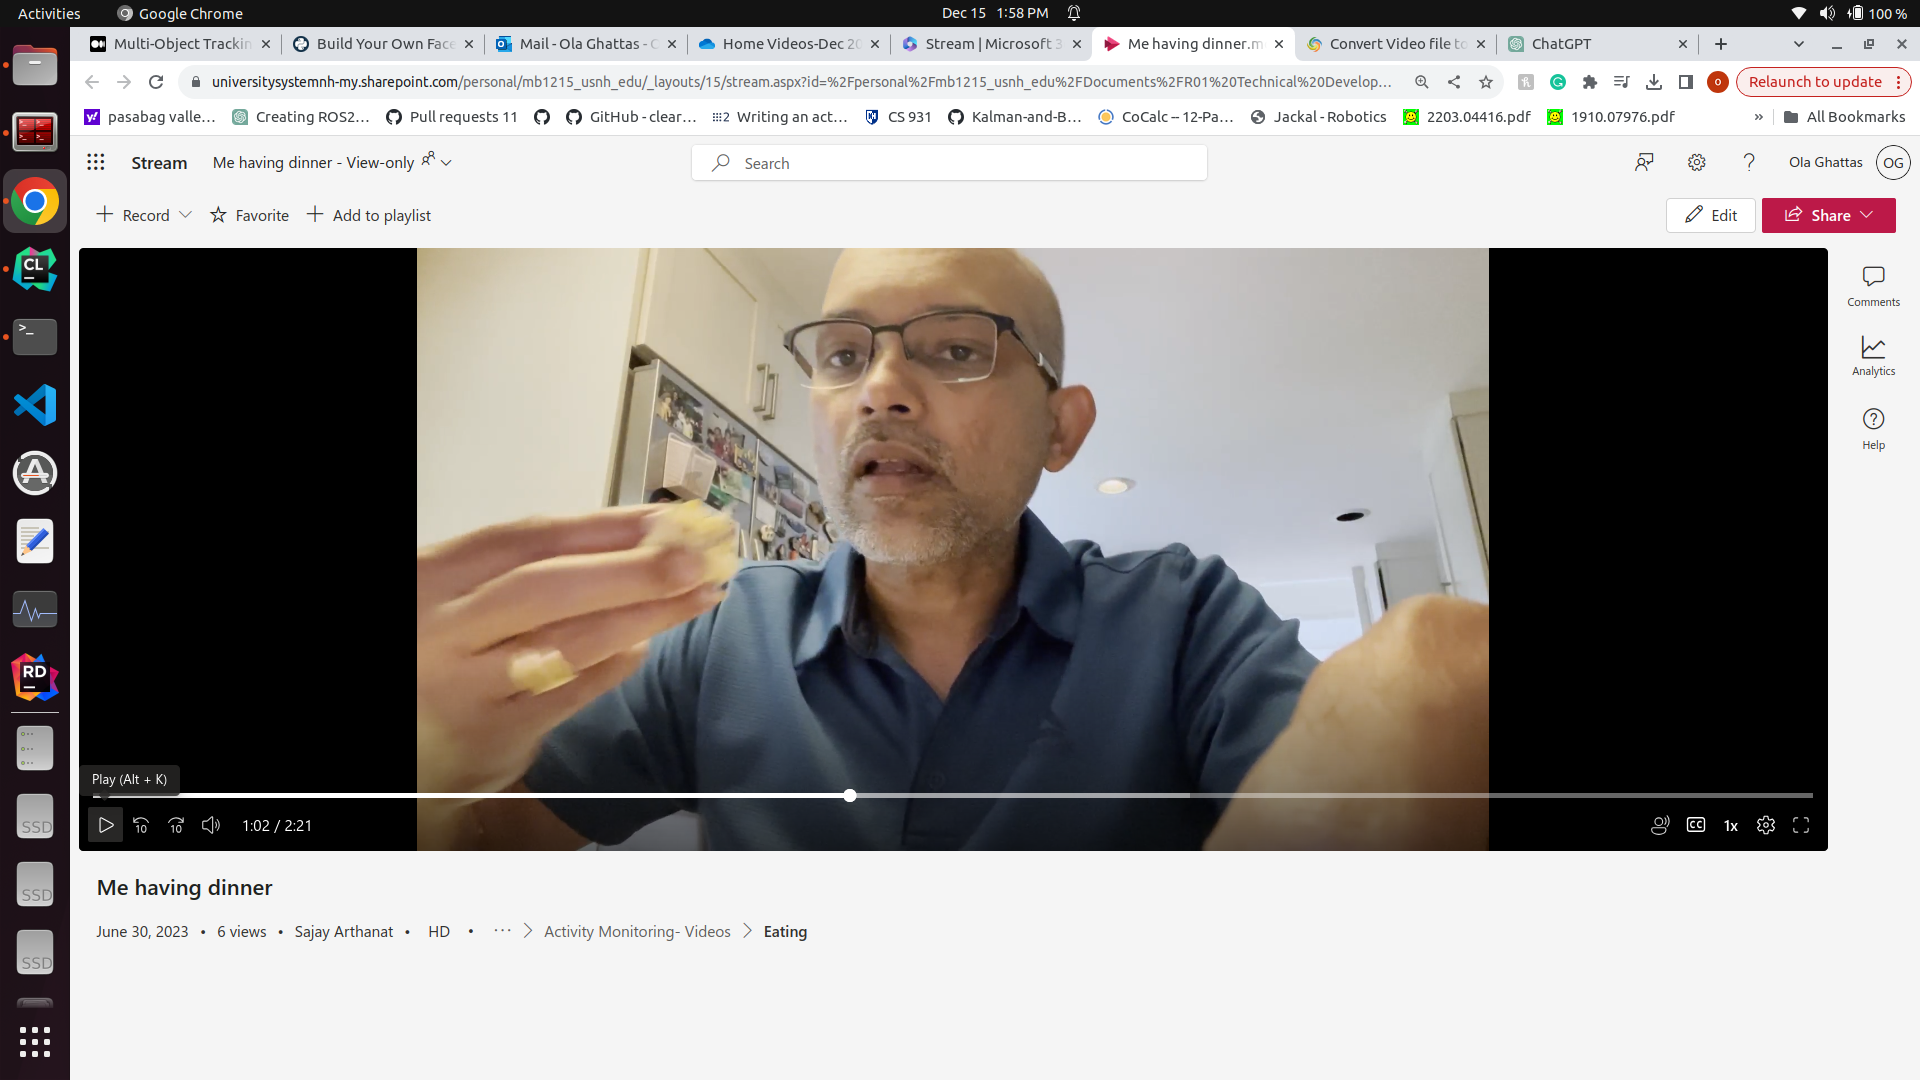 Activities Google Chrome Dec 15 1:58 PM 100 %
Multi-Object Trackin Build Your Own Face Mail - Ola Ghattas - O Home Videos-Dec 20 Stream | Microsoft 3 Me having dinner.m Convert Video file to ChatGPT
universitysystemnh-my.sharepoint.com/personal/mb1215_usnh_edu/_layouts/15/stream.aspx?id=%2Fpersonal%2Fmb1215_usnh_edu%2FDocuments%2FR01%20Technical%20Develop... O Relaunch to update
pasabag valle... Creating ROS2... Pull requests 11 GitHub - clear... Writing an act... CS 931 Kalman-and-B... CoCalc -- 12-Pa... Jackal - Robotics 2203.04416.pdf 1910.07976.pdf » All Bookmarks
Stream Me having dinner - View-only Search Ola Ghattas OG
Record Favorite Add to playlist Edit Share
Comments
Analytics
Help
Play (Alt + K)
10 10 1:02 / 2:21 CC 1x
Me having dinner
June 30, 2023 • 6 views • Sajay Arthanat • HD • ··· Activity Monitoring- Videos Eating
CL
>_
RD
SSD
SSD
SSD